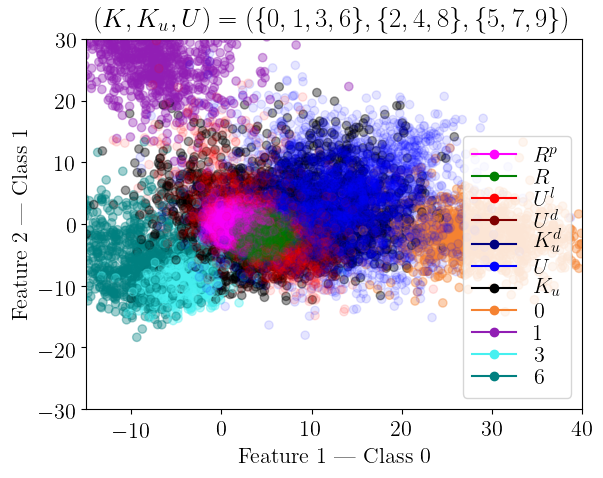 (K, K_u, U) = ({0, 1, 3, 6}, {2, 4, 8}, {5, 7, 9})
30
20
10
0
−10
−20
−30
Feature 2 — Class 1
−10
0
10
20
30
40
Feature 1 — Class 0
R^p
R
U^l
U^d
K_u^d
U
K_u
0
1
3
6